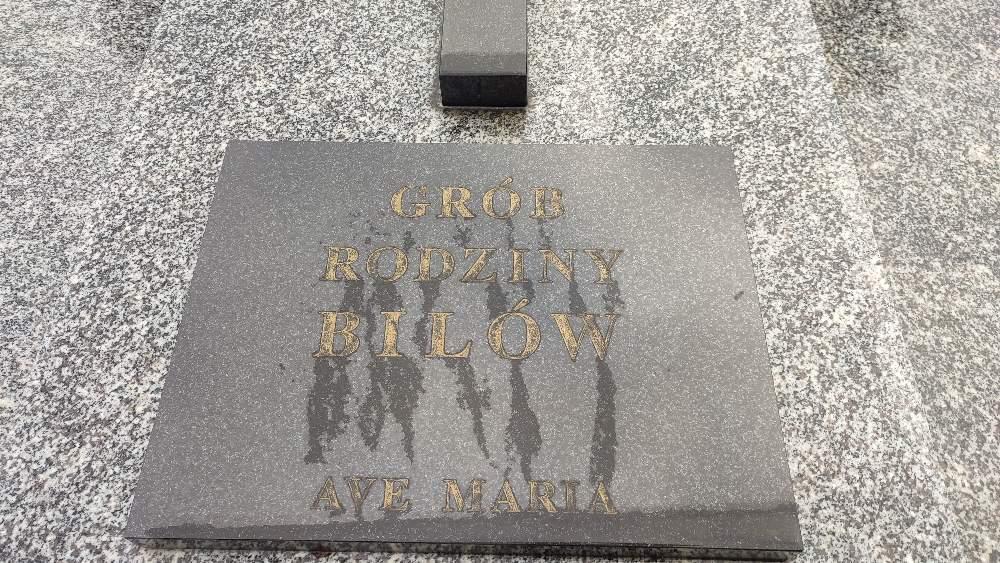 GRÓB
RODZINY
BILÓW
AVE MARIA